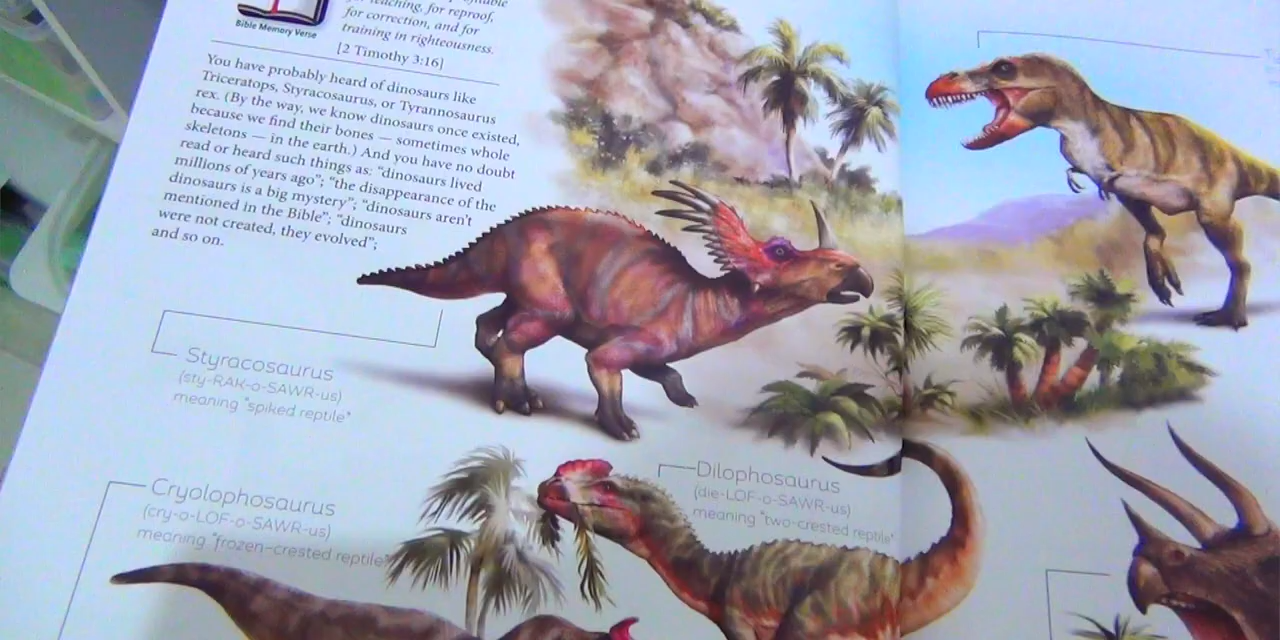 Bible Memory Verse
teaching, for reproof,
for correction, and for
training in righteousness.
[2 Timothy 3:16]
You have probably heard of dinosaurs like
Triceratops, Styracosaurus, or Tyrannosaurus
rex. (By the way, we know dinosaurs once existed,
because we find their bones — sometimes whole
skeletons — in the earth.) And you have no doubt
read or heard such things as: “dinosaurs lived
millions of years ago”; “the disappearance of the
dinosaurs is a big mystery”; “dinosaurs aren’t
mentioned in the Bible”; “dinosaurs
were not created, they evolved”;
and so on.
Styracosaurus
(sty-RAK-o-SAWR-us)
meaning "spiked reptile"
Cryolophosaurus
(cry-o-LOF-o-SAWR-us)
meaning "frozen-crested reptile"
Dilophosaurus
(die-LOF-o-SAWR-us)
meaning "two-crested reptile"